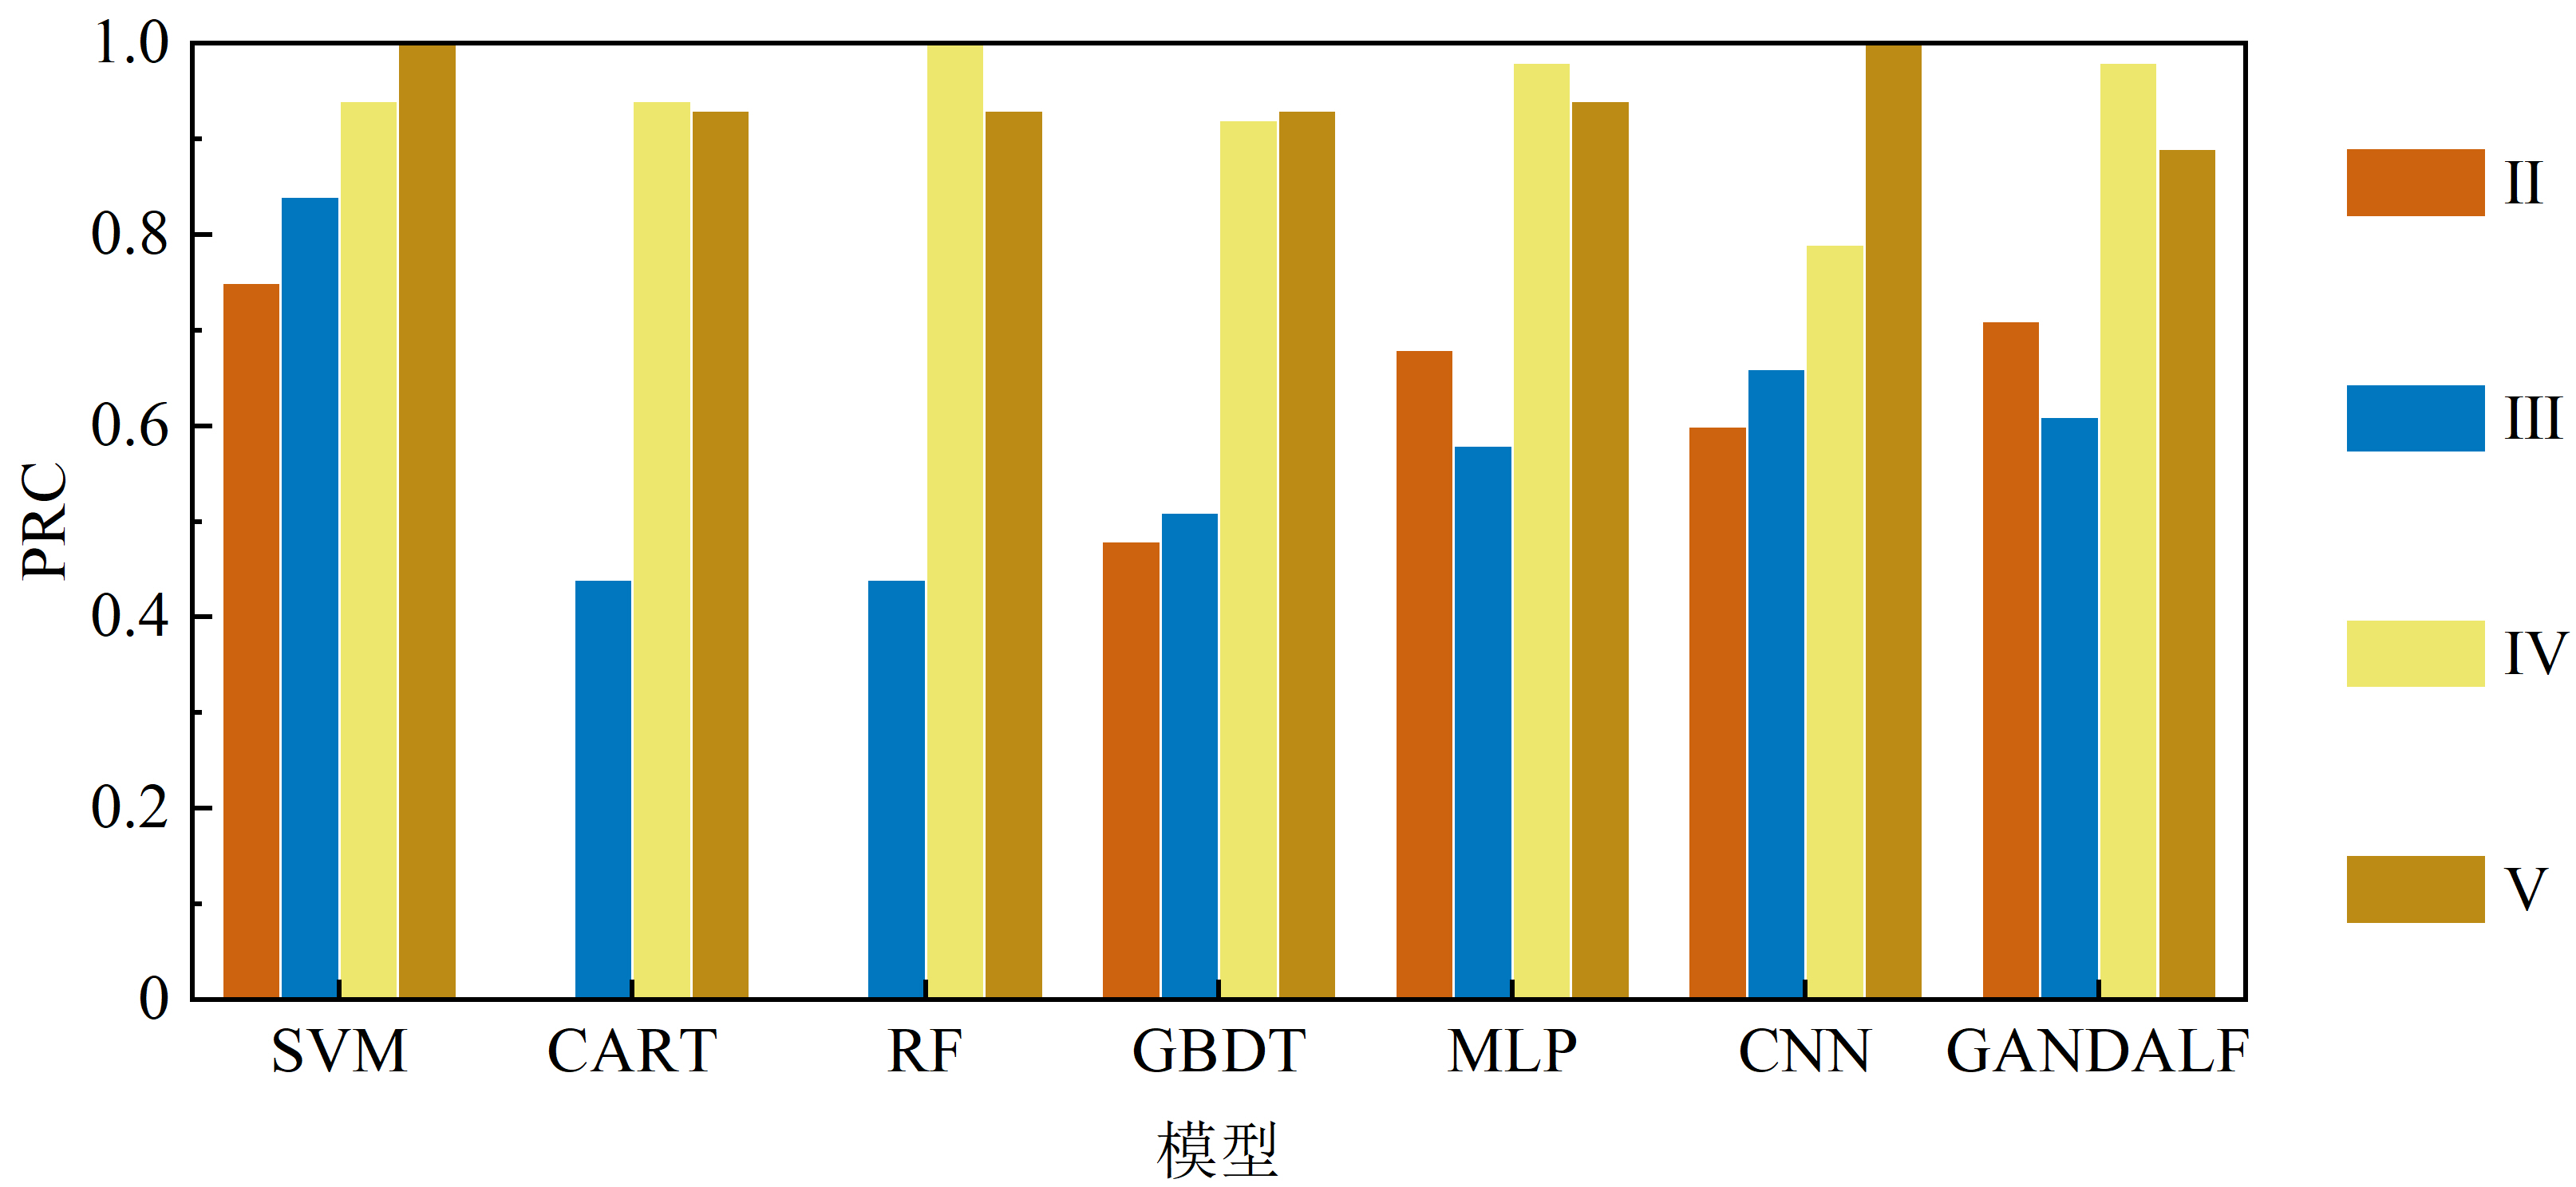 PRC
1.0
0.8
0.6
0.4
0.2
0
SVM CART RF GBDT MLP CNN GANDALF
模型
II
III
IV
V